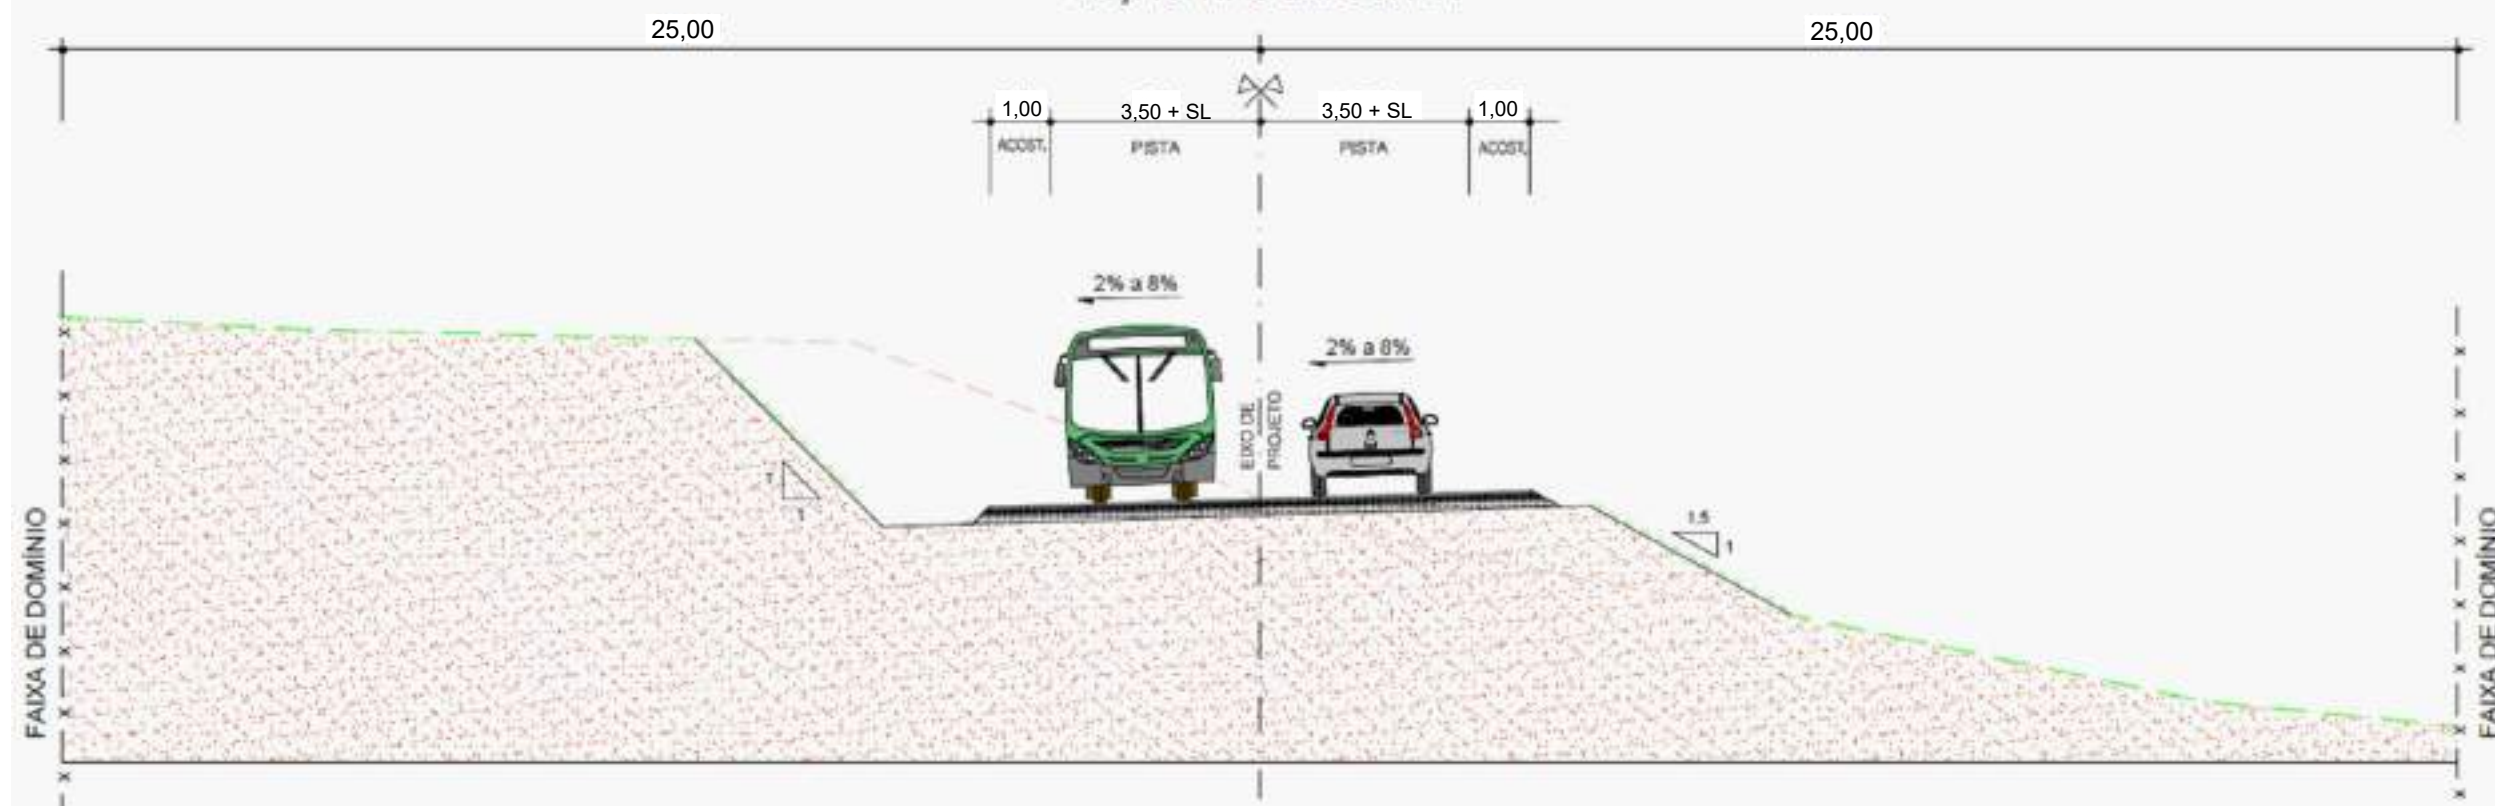 25,00
25,00
1,00
3,50 + SL
3,50 + SL
1,00
ACOST.
PISTA
PISTA
ACOST.
2% a 8%
2% a 8%
EIXO DE
PROJETO
1
1
1,5
1
FAIXA DE DOMÍNIO
FAIXA DE DOMÍNIO